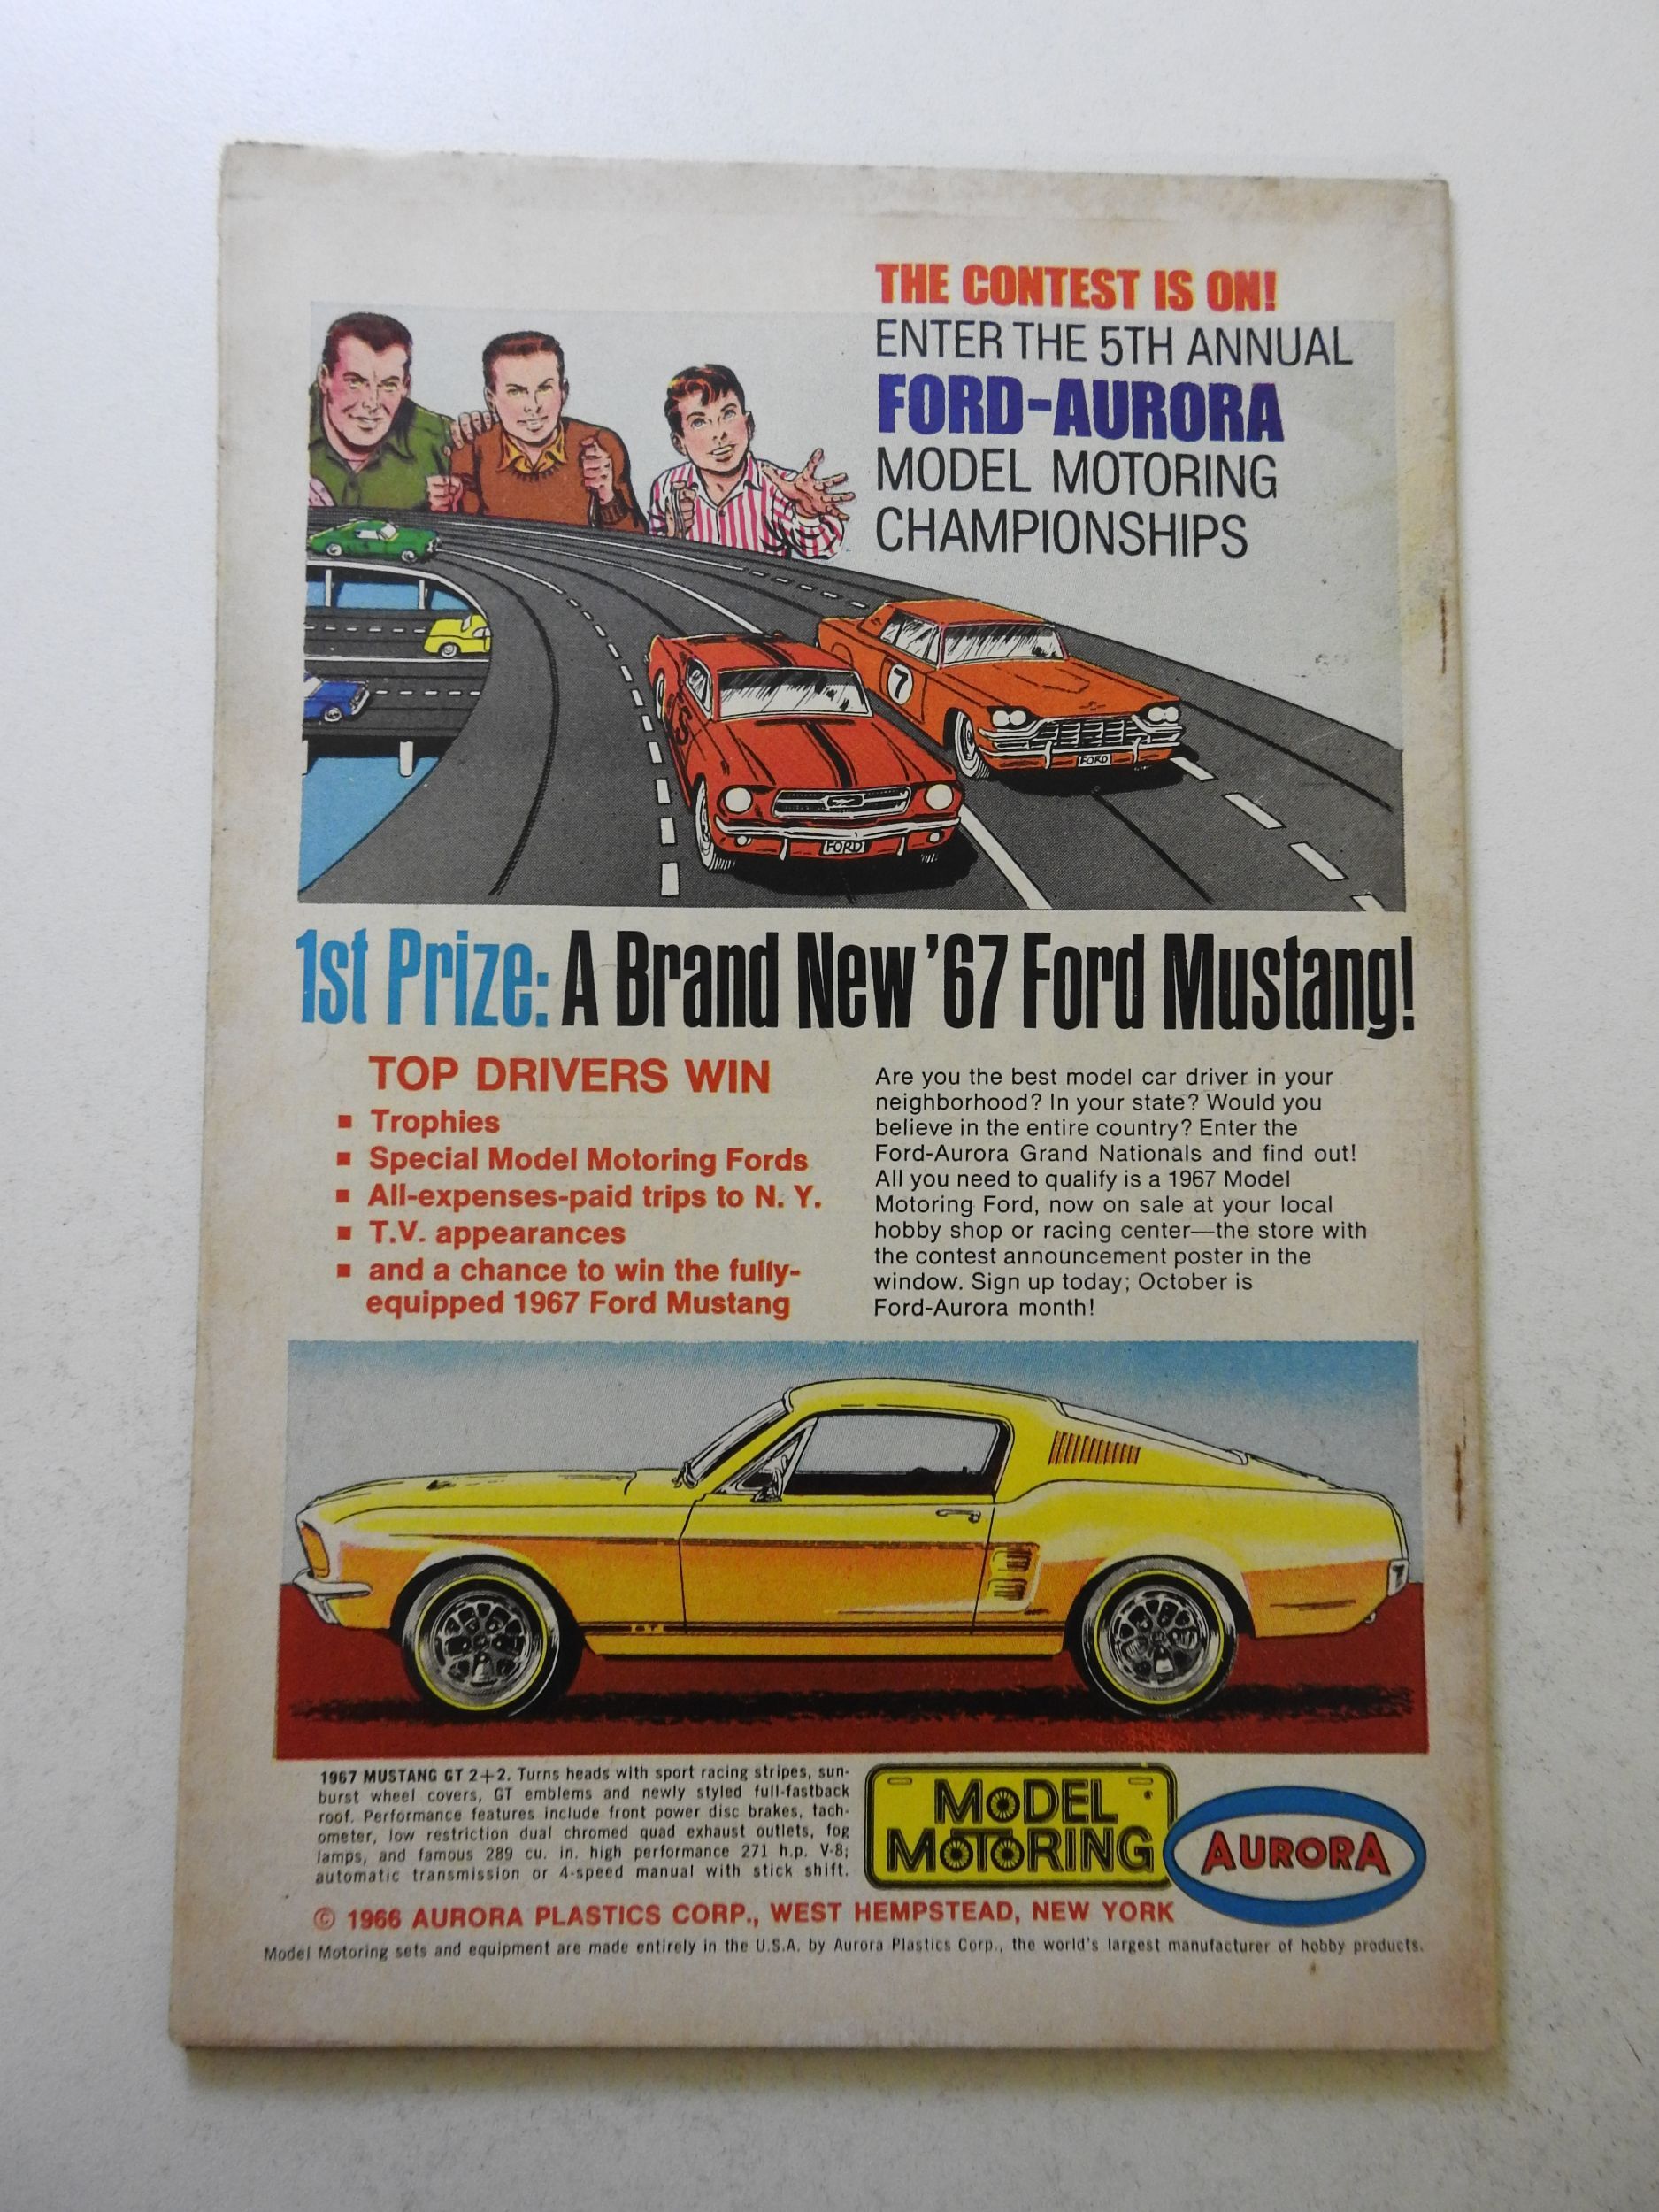 THE CONTEST IS ON!
ENTER THE 5TH ANNUAL
FORD-AURORA
MODEL MOTORING
CHAMPIONSHIPS
7
5
FORD
FORD
1st Prize: A Brand New '67 Ford Mustang!
TOP DRIVERS WIN
▪ Trophies
▪ Special Model Motoring Fords
▪ All-expenses-paid trips to N. Y.
▪ T.V. appearances
▪ and a chance to win the fully-
equipped 1967 Ford Mustang
Are you the best model car driver in your
neighborhood? In your state? Would you
believe in the entire country? Enter the
Ford-Aurora Grand Nationals and find out!
All you need to qualify is a 1967 Model
Motoring Ford, now on sale at your local
hobby shop or racing center—the store with
the contest announcement poster in the
window. Sign up today; October is
Ford-Aurora month!
1967 MUSTANG GT 2+2. Turns heads with sport racing stripes, sun-
burst wheel covers, GT emblems and newly styled full-fastback
roof. Performance features include front power disc brakes, tach-
ometer, low restriction dual chromed quad exhaust outlets, fog
lamps, and famous 289 cu. in. high performance 271 h.p. V-8;
automatic transmission or 4-speed manual with stick shift.
MODEL
MOTORING
AURORA
© 1966 AURORA PLASTICS CORP., WEST HEMPSTEAD, NEW YORK
Model Motoring sets and equipment are made entirely in the U.S.A. by Aurora Plastics Corp., the world's largest manufacturer of hobby products.